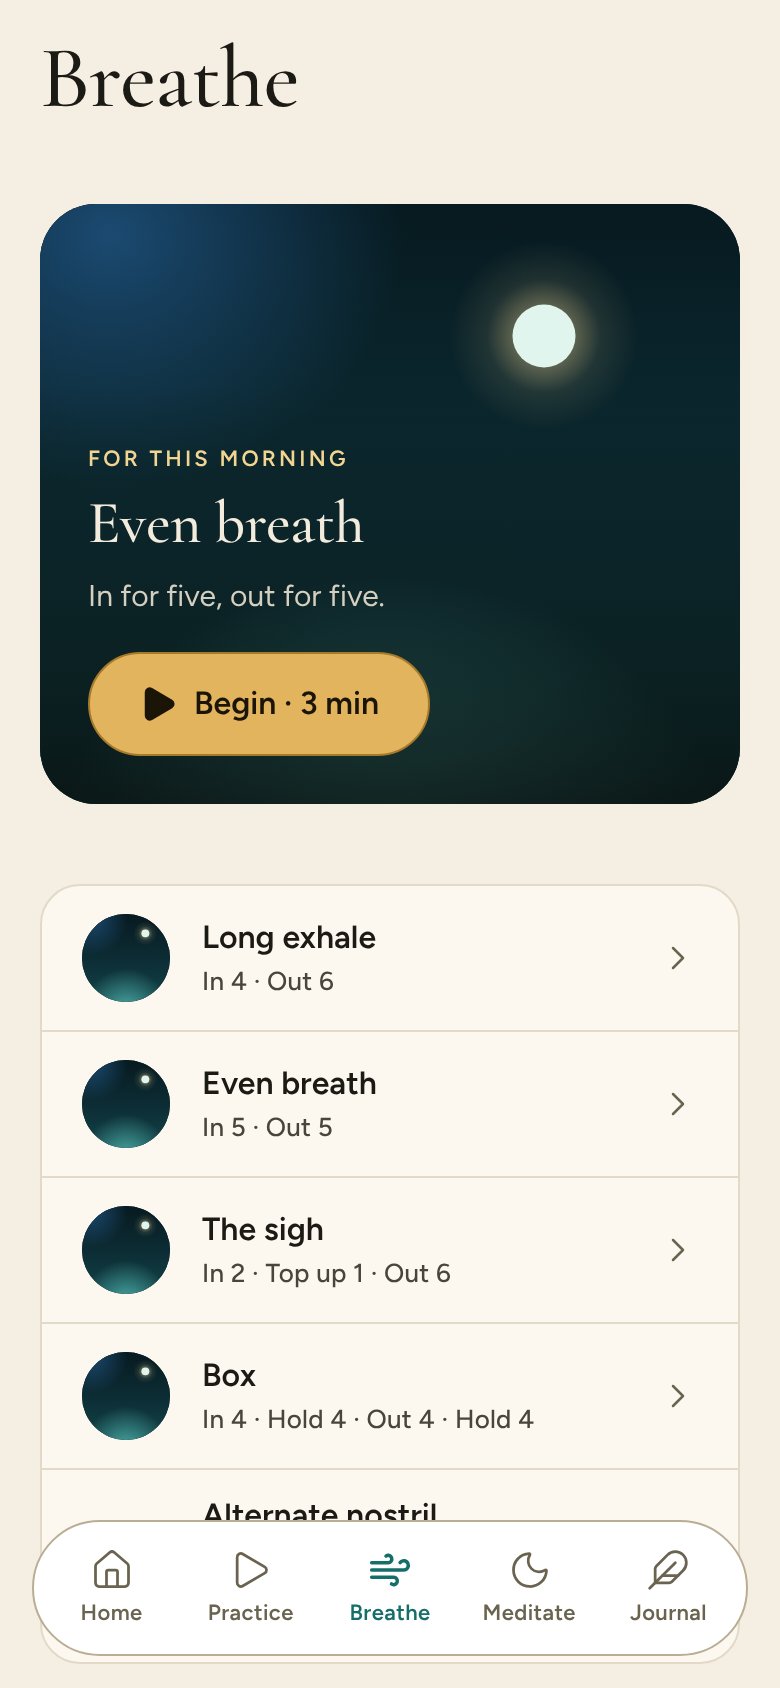 Breathe
FOR THIS MORNING
Even breath
In for five, out for five.
Begin · 3 min
Long exhale
In 4 · Out 6
Even breath
In 5 · Out 5
The sigh
In 2 · Top up 1 · Out 6
Box
In 4 · Hold 4 · Out 4 · Hold 4
Alternate nostril
Home
Practice
Breathe
Meditate
Journal